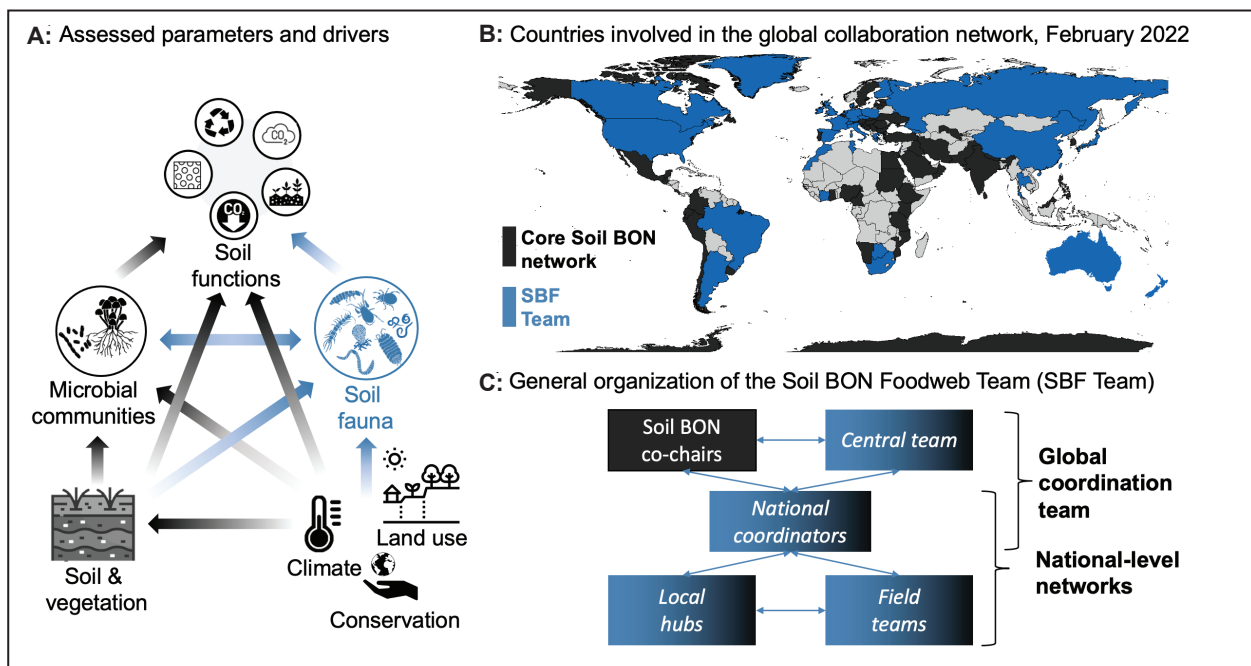 A: Assessed parameters and drivers
CO₂
CO₂
Soil
functions
Microbial
communities
Soil
fauna
Soil &
vegetation
Climate
Land use
Conservation
B: Countries involved in the global collaboration network, February 2022
Core Soil BON
network
SBF
Team
C: General organization of the Soil BON Foodweb Team (SBF Team)
Soil BON
co-chairs
Central team
National
coordinators
Local
hubs
Field
teams
Global
coordination
team
National-level
networks